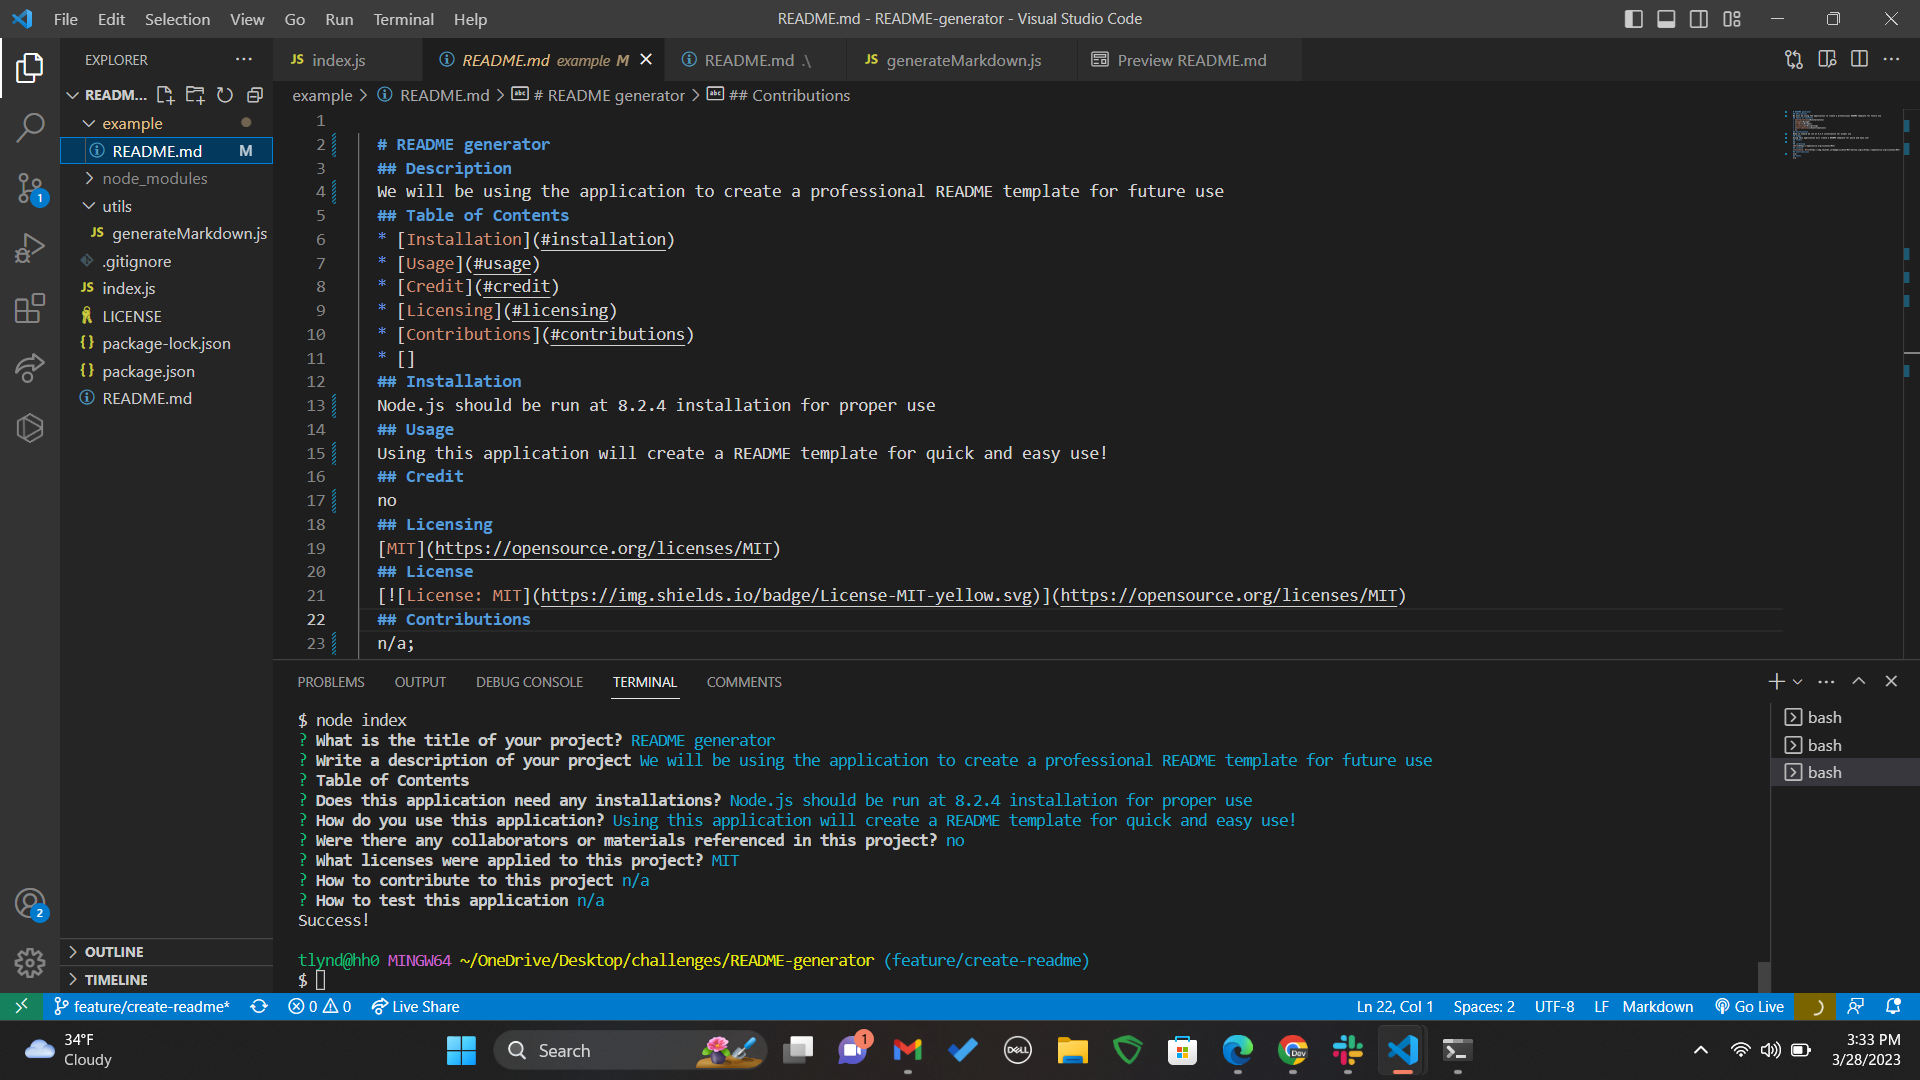 File Edit Selection View Go Run Terminal Help
README.md - README-generator - Visual Studio Code
EXPLORER
JS index.js
README.md example M
README.md .\
JS generateMarkdown.js
Preview README.md
READM...
example > README.md > # README generator > ## Contributions
example
README.md M
node_modules
utils
JS generateMarkdown.js
.gitignore
JS index.js
LICENSE
{} package-lock.json
{} package.json
README.md
1
2 # README generator
3 ## Description
4 We will be using the application to create a professional README template for future use
5 ## Table of Contents
6 * [Installation](#installation)
7 * [Usage](#usage)
8 * [Credit](#credit)
9 * [Licensing](#licensing)
10 * [Contributions](#contributions)
11 * []
12 ## Installation
13 Node.js should be run at 8.2.4 installation for proper use
14 ## Usage
15 Using this application will create a README template for quick and easy use!
16 ## Credit
17 no
18 ## Licensing
19 [MIT](https://opensource.org/licenses/MIT)
20 ## License
21 [![License: MIT](https://img.shields.io/badge/License-MIT-yellow.svg)](https://opensource.org/licenses/MIT)
22 ## Contributions
23 n/a;
PROBLEMS OUTPUT DEBUG CONSOLE TERMINAL COMMENTS
$ node index
? What is the title of your project? README generator
? Write a description of your project We will be using the application to create a professional README template for future use
? Table of Contents
? Does this application need any installations? Node.js should be run at 8.2.4 installation for proper use
? How do you use this application? Using this application will create a README template for quick and easy use!
? Were there any collaborators or materials referenced in this project? no
? What licenses were applied to this project? MIT
? How to contribute to this project n/a
? How to test this application n/a
Success!
tlynd@hh0 MINGW64 ~/OneDrive/Desktop/challenges/README-generator (feature/create-readme)
$
bash
bash
bash
1
2
OUTLINE
TIMELINE
feature/create-readme* 0 0 Live Share
Ln 22, Col 1 Spaces: 2 UTF-8 LF Markdown Go Live
34°F
Cloudy
Search
1
DELL
Dev
3:33 PM
3/28/2023